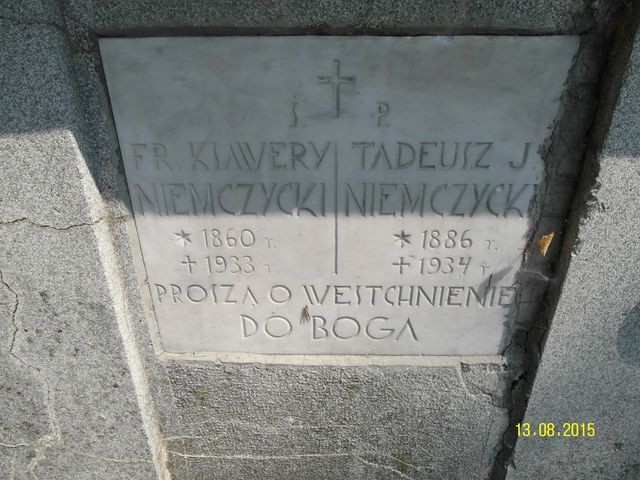 Ś. P.
FR. KSAWERY
NIEMCZYCKI
* 1860 r.
+ 1933 r.
TADEUSZ J.
NIEMCZYCKI
* 1886 r.
+ 1934 r.
PROSZĄ O WESTCHNIENIE
DO BOGA
13.08.2015